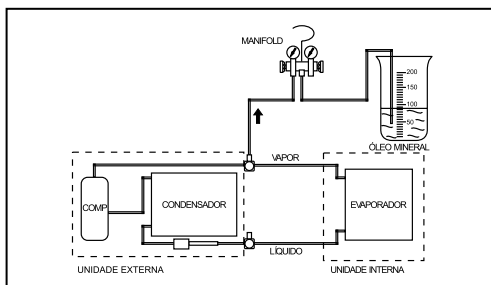 MANIFOLD
200
150
100
50
ÓLEO MINERAL
VAPOR
COMP
CONDENSADOR
EVAPORADOR
LÍQUIDO
UNIDADE EXTERNA
UNIDADE INTERNA